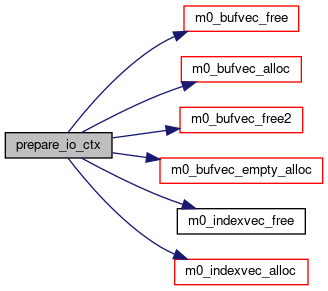 m0_bufvec_free
m0_bufvec_alloc
m0_bufvec_free2
prepare_io_ctx
m0_bufvec_empty_alloc
m0_indexvec_free
m0_indexvec_alloc